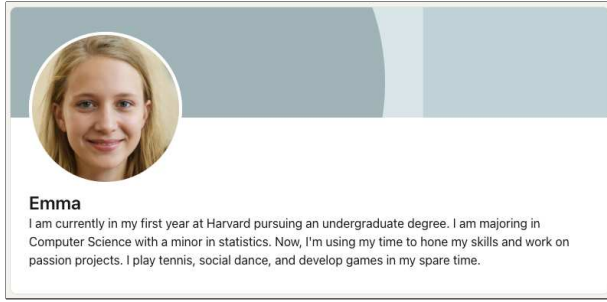 Emma
I am currently in my first year at Harvard pursuing an undergraduate degree. I am majoring in
Computer Science with a minor in statistics. Now, I'm using my time to hone my skills and work on
passion projects. I play tennis, social dance, and develop games in my spare time.